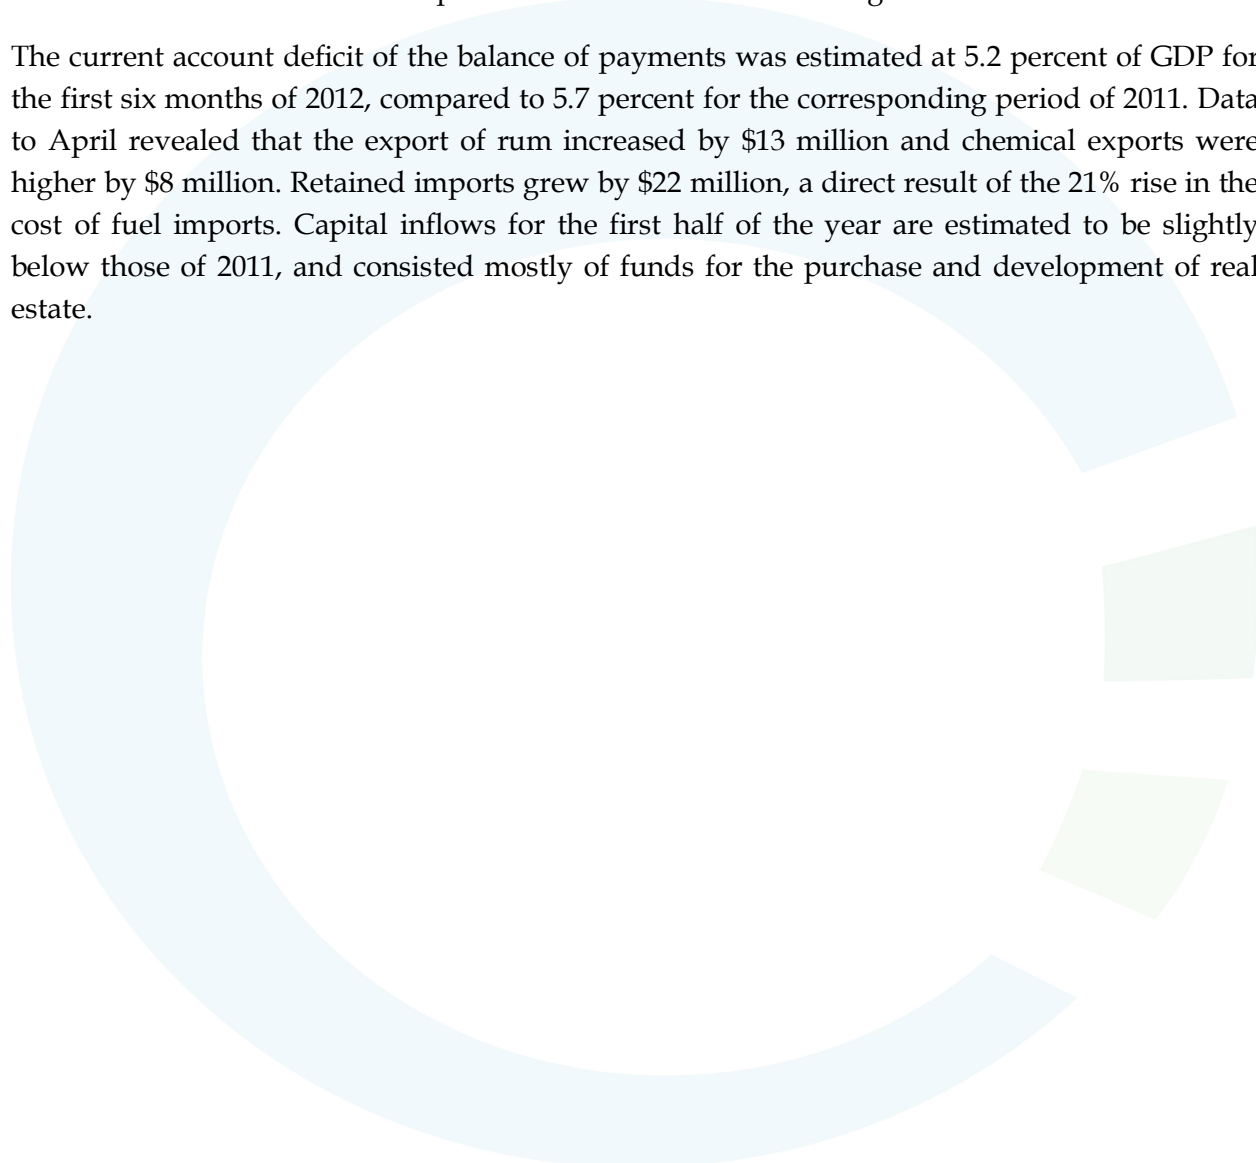 The current account deficit of the balance of payments was estimated at 5.2 percent of GDP for
the first six months of 2012, compared to 5.7 percent for the corresponding period of 2011. Data
to April revealed that the export of rum increased by $13 million and chemical exports were
higher by $8 million. Retained imports grew by $22 million, a direct result of the 21% rise in the
cost of fuel imports. Capital inflows for the first half of the year are estimated to be slightly
below those of 2011, and consisted mostly of funds for the purchase and development of real
estate.